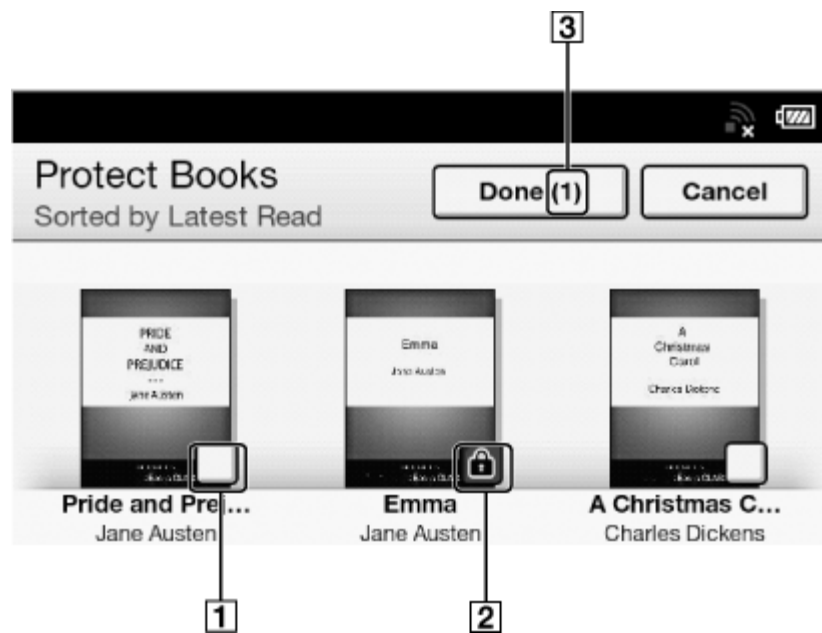 3
Protect Books
Sorted by Latest Read
Done (1)
Cancel
PRIDE
AND
PREJUDICE
Jane Austen
Emma
Jane Austen
A
Christmas
Carol
Charles Dickens
Pride and Prej...
Jane Austen
Emma
Jane Austen
A Christmas C...
Charles Dickens
1
2